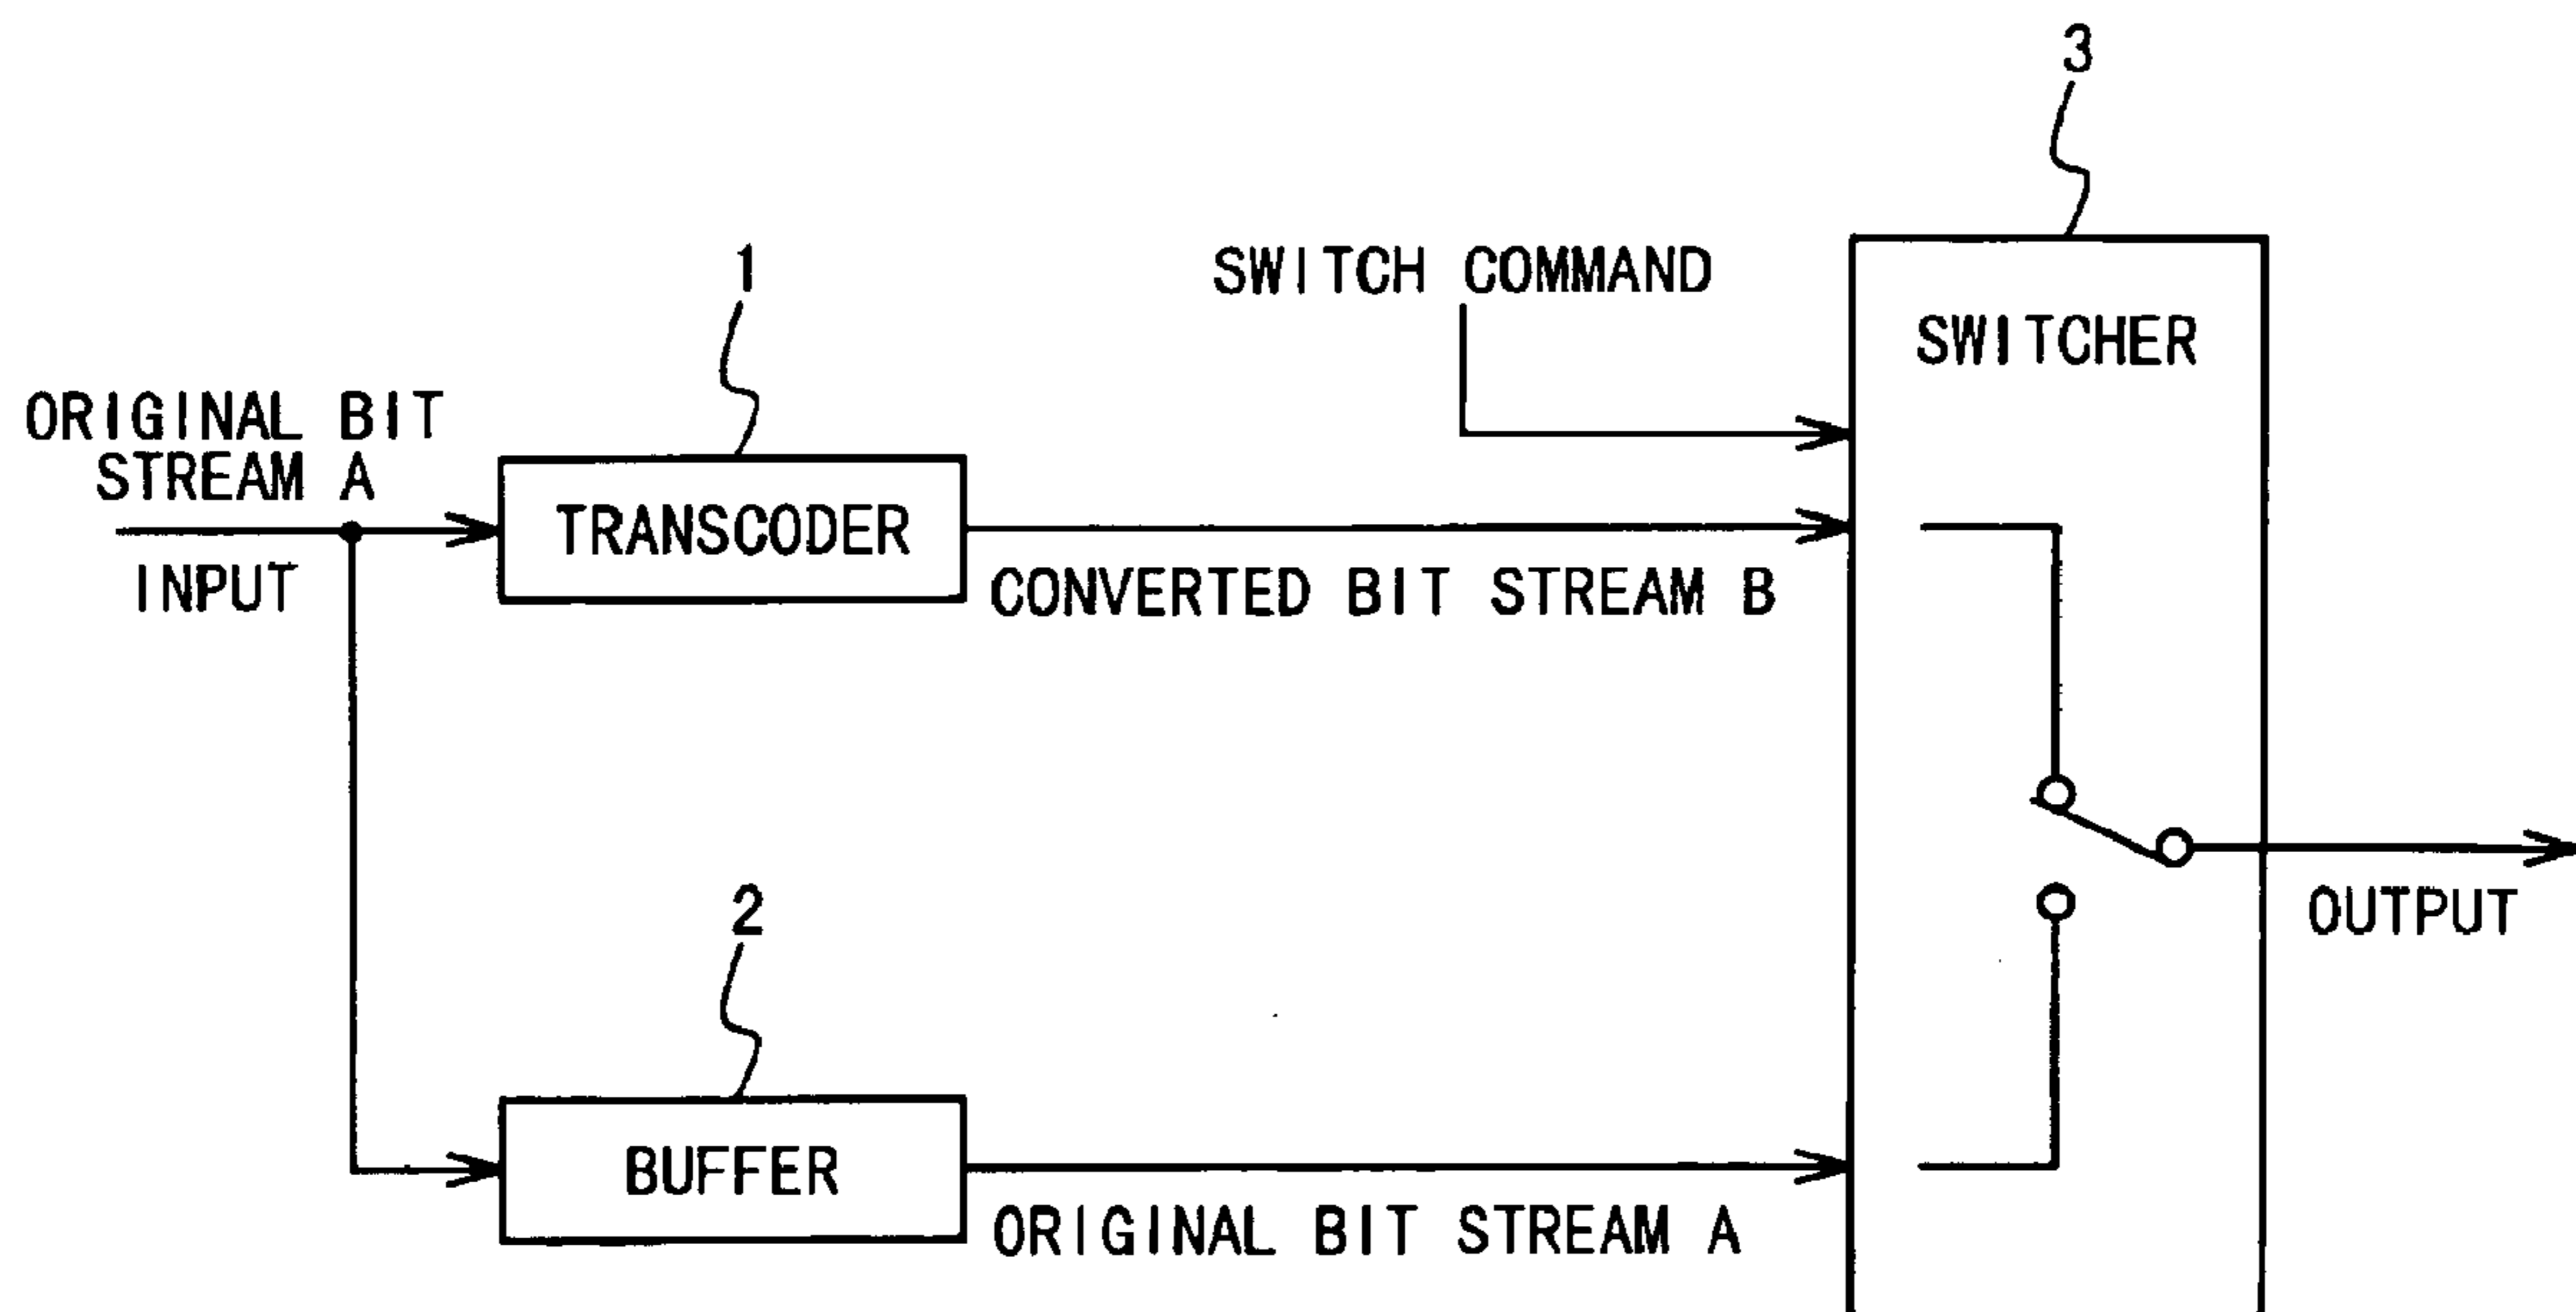 3
1
SWITCH COMMAND
SWITCHER
ORIGINAL BIT
STREAM A
TRANSCODER
INPUT
CONVERTED BIT STREAM B
2
OUTPUT
BUFFER
ORIGINAL BIT STREAM A